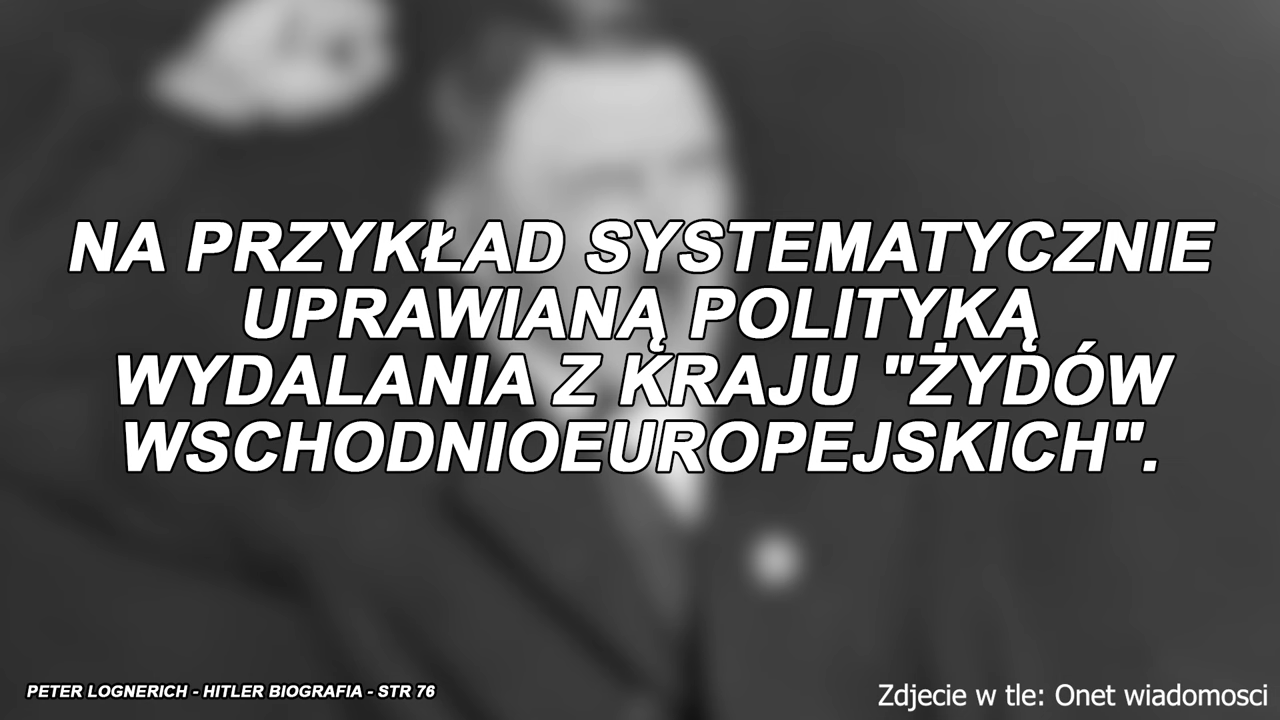 NA PRZYKŁAD SYSTEMATYCZNIE
UPRAWIANĄ POLITYKĄ
WYDALANIA Z KRAJU "ŻYDÓW
WSCHODNIOEUROPEJSKICH".
PETER LOGNERICH - HITLER BIOGRAFIA - STR 76
Zdjecie w tle: Onet wiadomosci